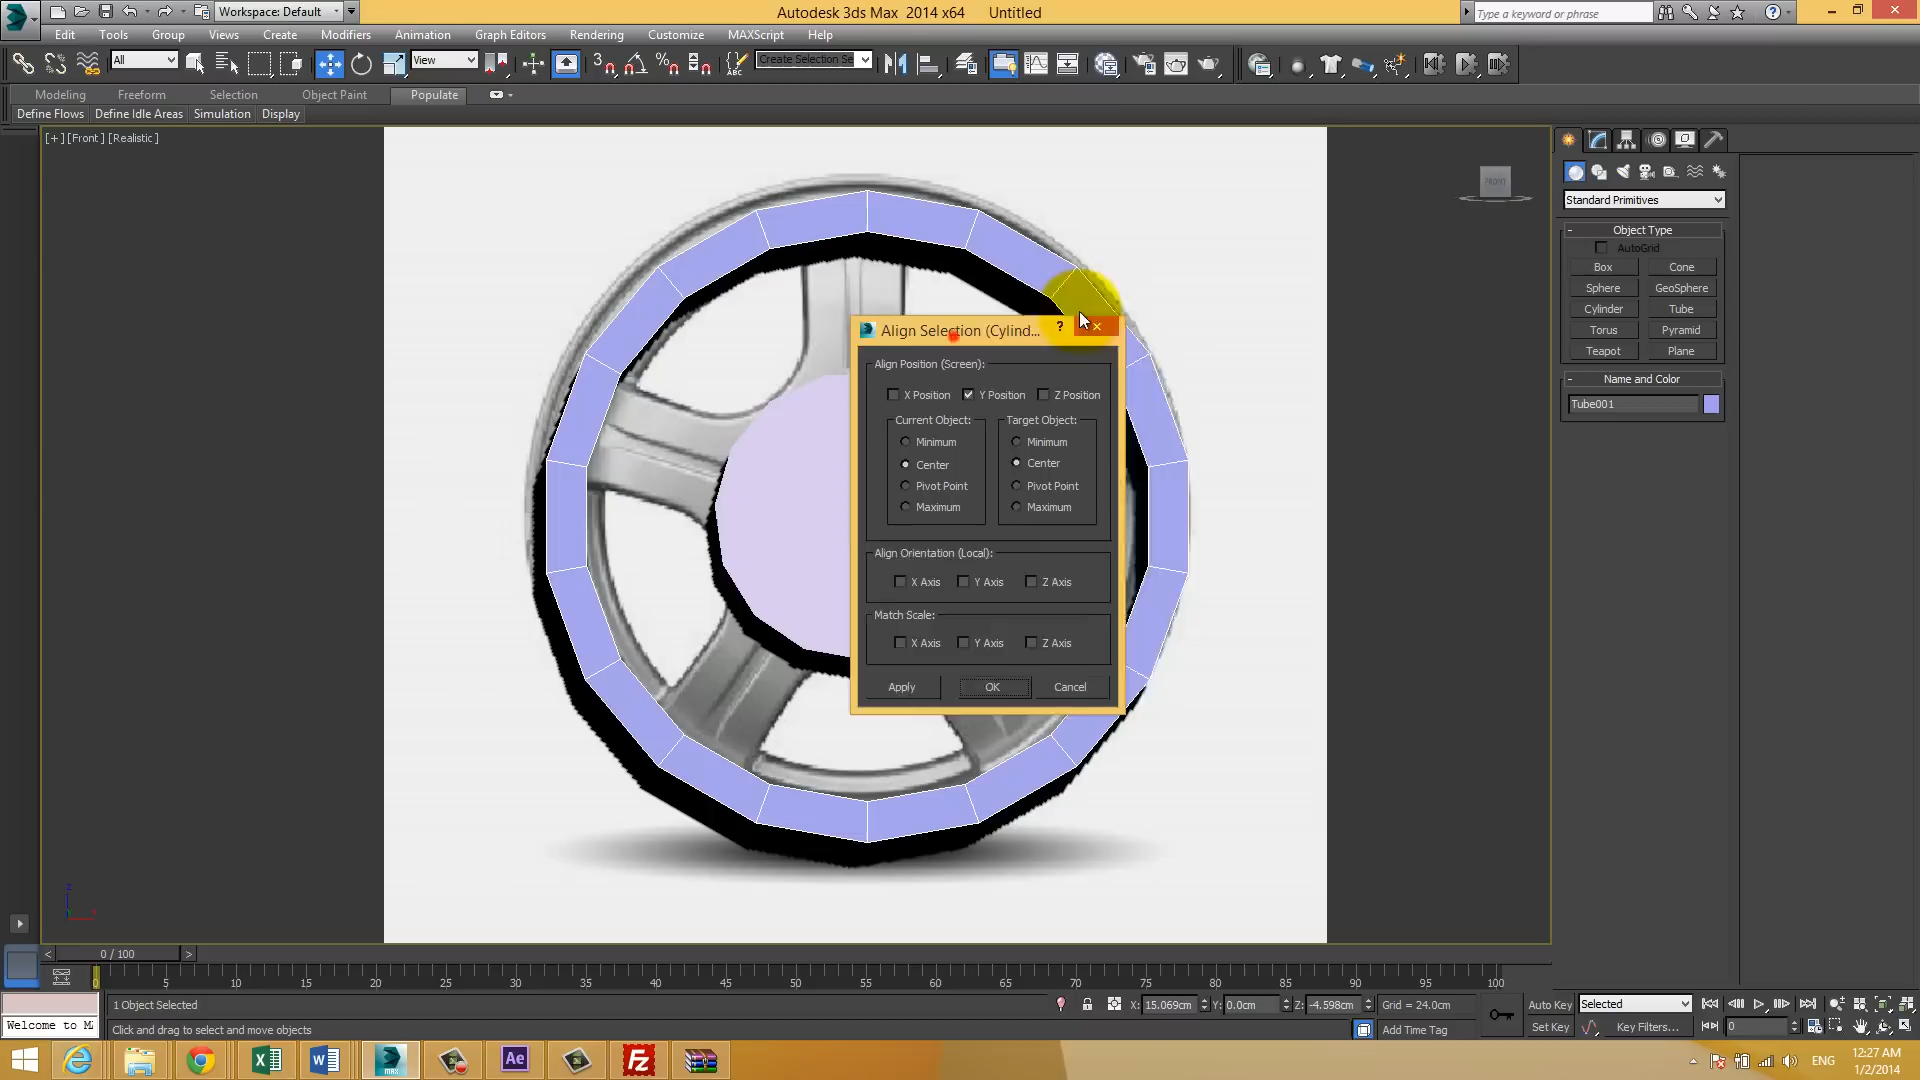 Workspace: Default
Autodesk 3ds Max 2014 x64 Untitled
Type a keyword or phrase
Edit Tools Group Views Create Modifiers Animation Graph Editors Rendering Customize MAXScript Help
All
View
Create Selection Se
Modeling Freeform Selection Object Paint Populate
Define Flows Define Idle Areas Simulation Display
[+] [Front] [Realistic]
FRONT
Standard Primitives
- Object Type
AutoGrid
Box Cone
Sphere GeoSphere
Cylinder Tube
Torus Pyramid
Teapot Plane
- Name and Color
Tube001
Align Selection (Cylind... ?
Align Position (Screen):
X Position Y Position Z Position
Current Object: Target Object:
Minimum Minimum
Center Center
Pivot Point Pivot Point
Maximum Maximum
Align Orientation (Local):
X Axis Y Axis Z Axis
Match Scale:
X Axis Y Axis Z Axis
Apply OK Cancel
0 / 100
0 5 10 15 20 25 30 35 40 45 50 55 60 65 70 75 80 85 90 95 100
1 Object Selected
X: 15.069cm Y: 0.0cm Z: -4.598cm Grid = 24.0cm
Auto Key Selected
Welcome to M
Click and drag to select and move objects
Add Time Tag
Set Key Key Filters... 0
ENG
12:27 AM
1/2/2014